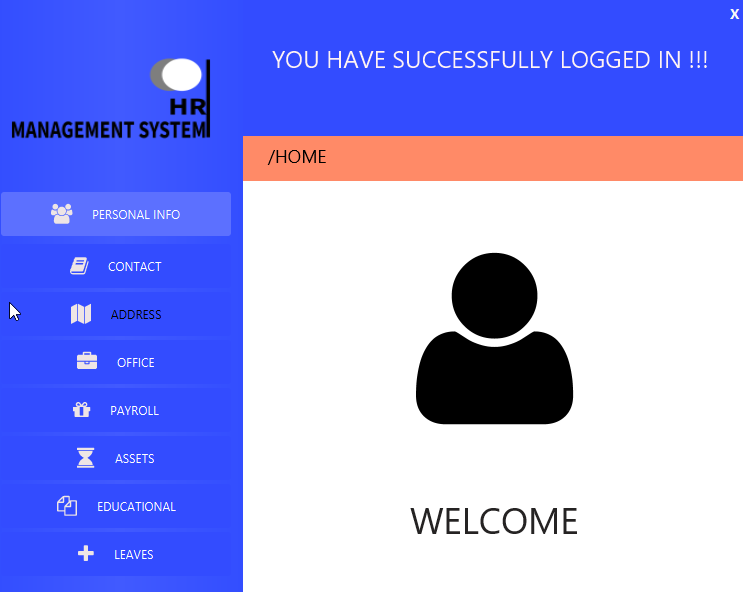 X
YOU HAVE SUCCESSFULLY LOGGED IN !!!
HR
MANAGEMENT SYSTEM
/HOME
PERSONAL INFO
CONTACT
ADDRESS
OFFICE
PAYROLL
ASSETS
EDUCATIONAL
LEAVES
WELCOME